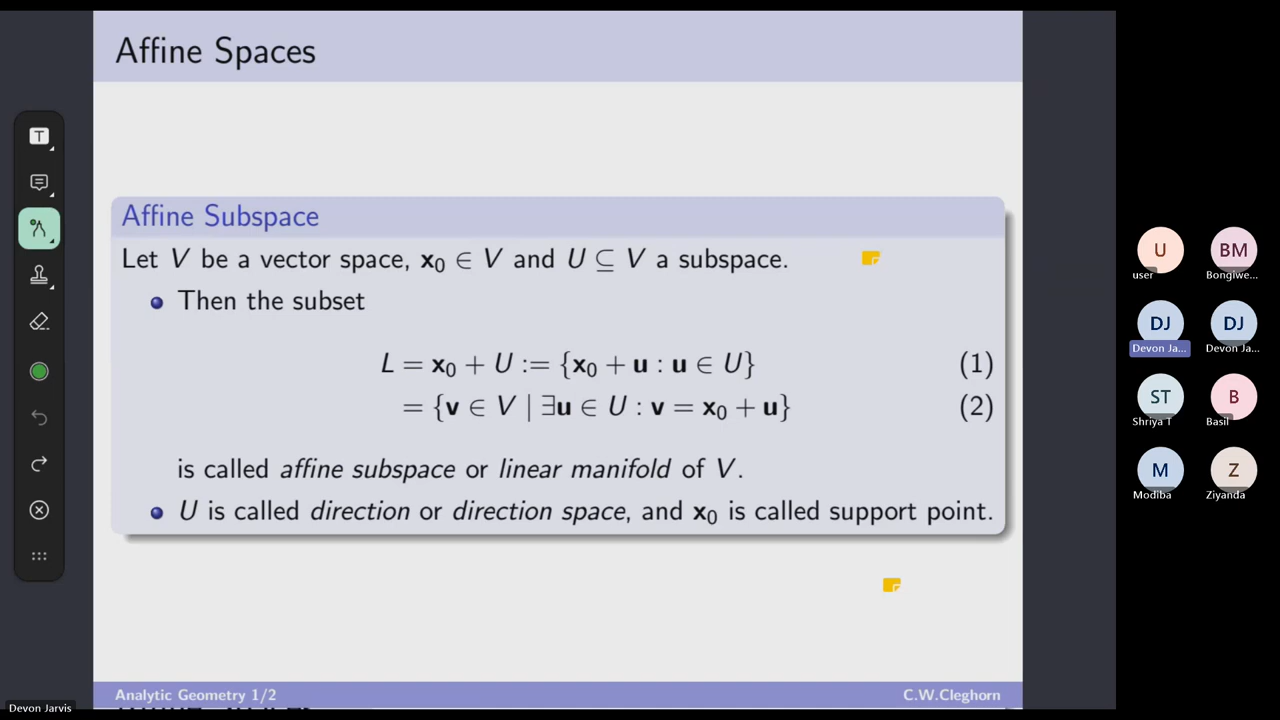 Affine Spaces
Affine Subspace
Let V be a vector space, x₀ ∈ V and U ⊆ V a subspace.
Then the subset
L = x₀ + U := {x₀ + u : u ∈ U} (1)
= {v ∈ V | ∃u ∈ U : v = x₀ + u} (2)
is called affine subspace or linear manifold of V.
U is called direction or direction space, and x₀ is called support point.
Analytic Geometry 1/2 C.W.Cleghorn
Devon Jarvis
T
U BM
user Bongiwe...
DJ DJ
Devon Ja... Devon Ja...
ST B
Shriya T Basil
M Z
Modiba Ziyanda